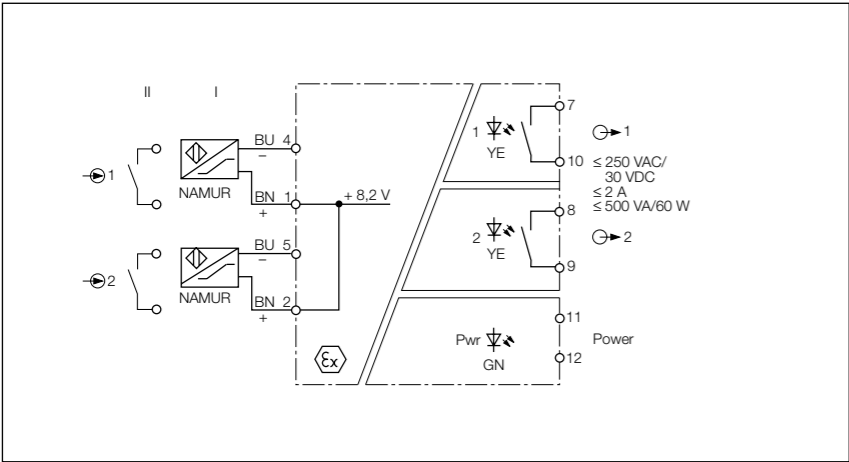 II
I
1
NAMUR
BU 4
–
BN 1
+
+ 8,2 V
2
NAMUR
BU 5
–
BN 2
+
Ex
1
YE
7
10
1
≤ 250 VAC/
30 VDC
≤ 2 A
≤ 500 VA/60 W
2
YE
8
9
2
Pwr
GN
11
12
Power